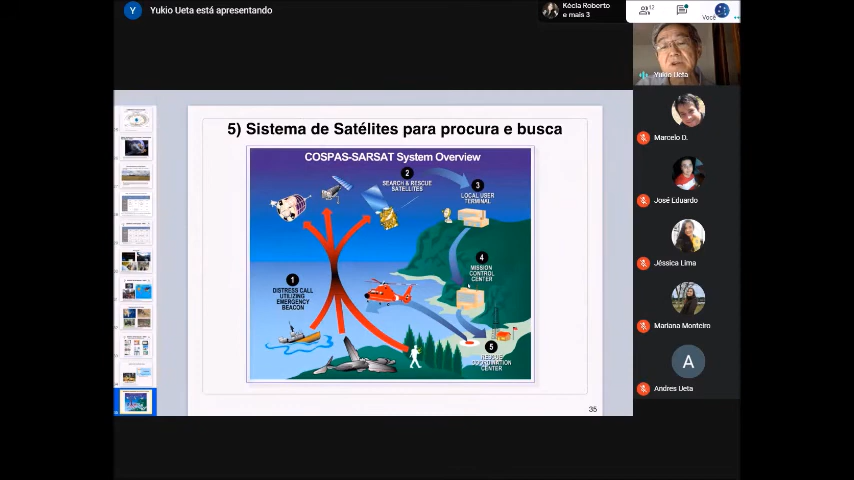 Y
Yukio Ueta está apresentando
Kécia Roberto
e mais 3
12
Você
Yukio Ueta
Marcelo D.
José Eduardo
Jéssica Lima
Mariana Monteiro
A
Andres Ueta
5) Sistema de Satélites para procura e busca
COSPAS-SARSAT System Overview
2
SEARCH & RESCUE
SATELLITES
3
LOCAL USER
TERMINAL
4
MISSION
CONTROL
CENTER
1
DISTRESS CALL
UTILIZING
EMERGENCY
BEACON
5
RESCUE
COORDINATION
CENTER
35